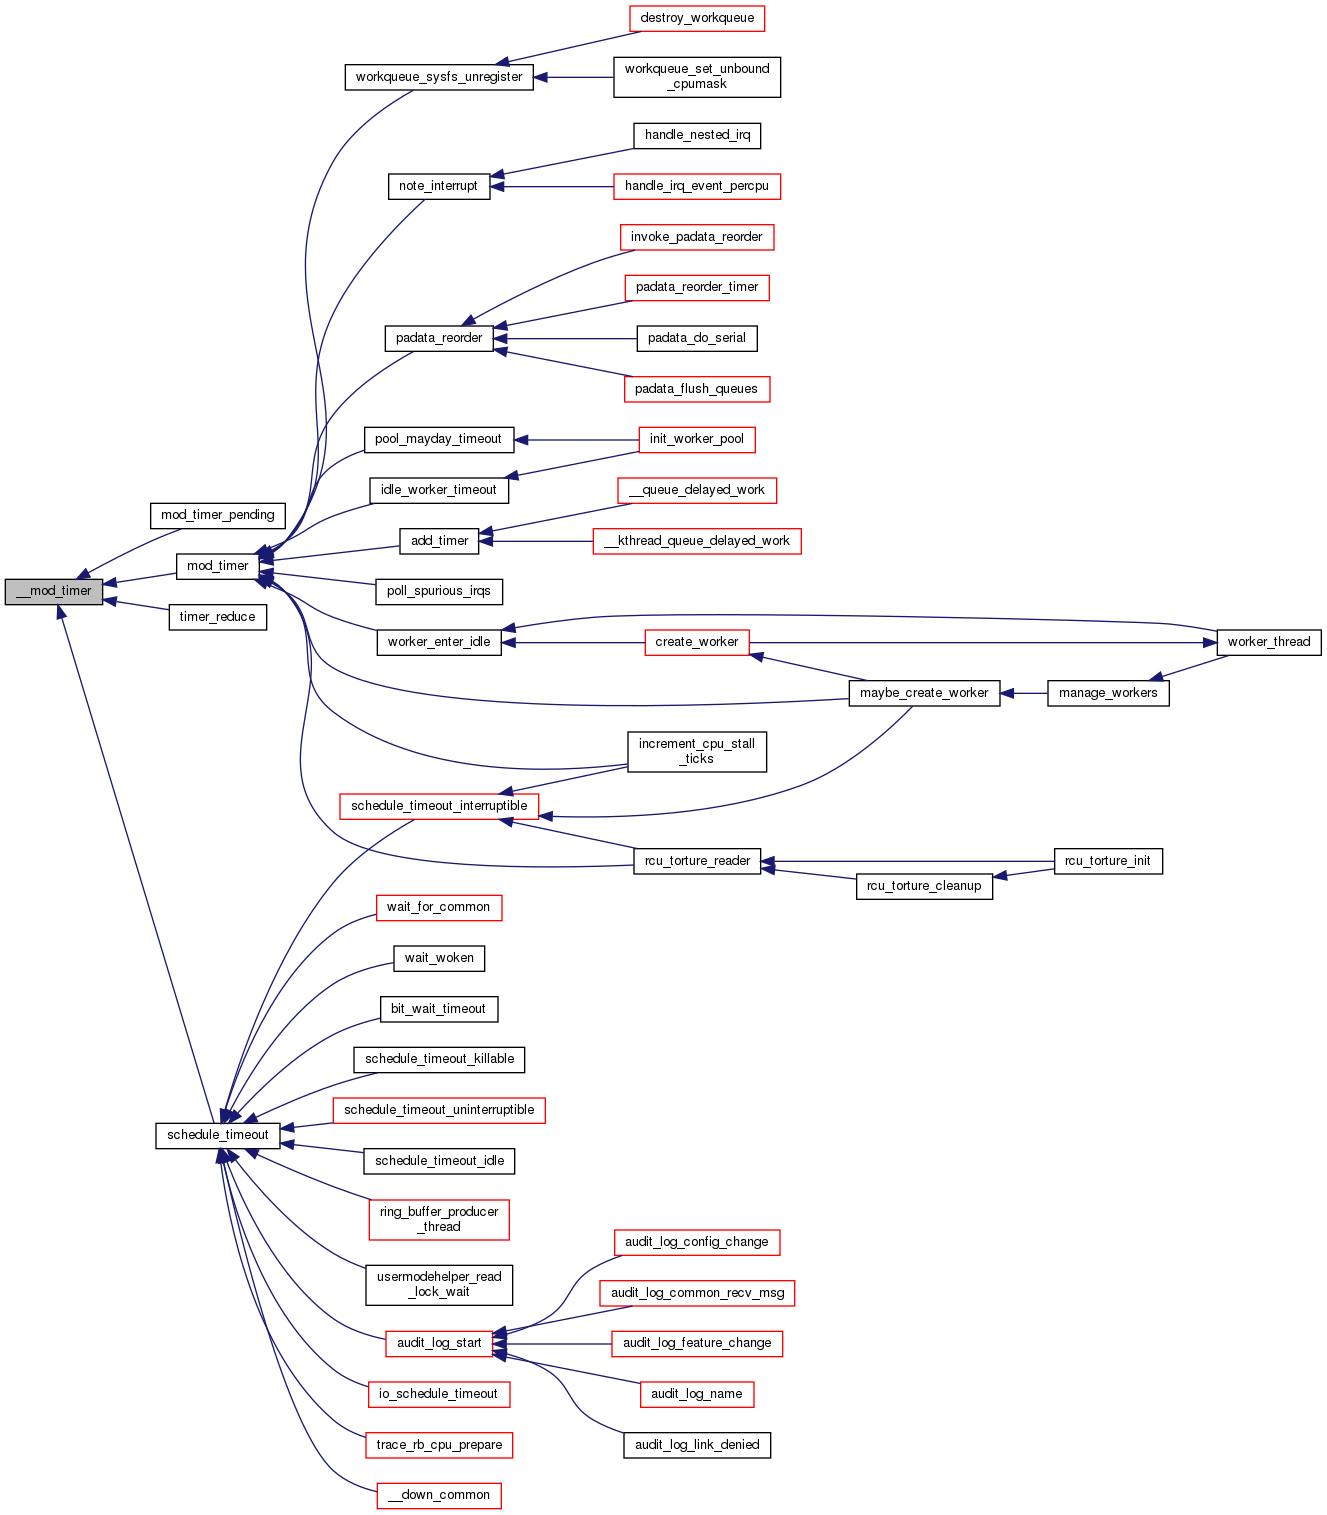 destroy_workqueue
workqueue_sysfs_unregister
workqueue_set_unbound
_cpumask
handle_nested_irq
note_interrupt
handle_irq_event_percpu
invoke_padata_reorder
padata_reorder_timer
padata_reorder
padata_do_serial
padata_flush_queues
pool_mayday_timeout
init_worker_pool
idle_worker_timeout
__queue_delayed_work
mod_timer_pending
add_timer
__kthread_queue_delayed_work
mod_timer
__mod_timer
poll_spurious_irqs
timer_reduce
worker_enter_idle
create_worker
worker_thread
maybe_create_worker
manage_workers
increment_cpu_stall
_ticks
schedule_timeout_interruptible
rcu_torture_reader
rcu_torture_init
rcu_torture_cleanup
wait_for_common
wait_woken
bit_wait_timeout
schedule_timeout_killable
schedule_timeout_uninterruptible
schedule_timeout
schedule_timeout_idle
ring_buffer_producer
_thread
audit_log_config_change
usermodehelper_read
_lock_wait
audit_log_common_recv_msg
audit_log_start
audit_log_feature_change
io_schedule_timeout
audit_log_name
trace_rb_cpu_prepare
audit_log_link_denied
__down_common